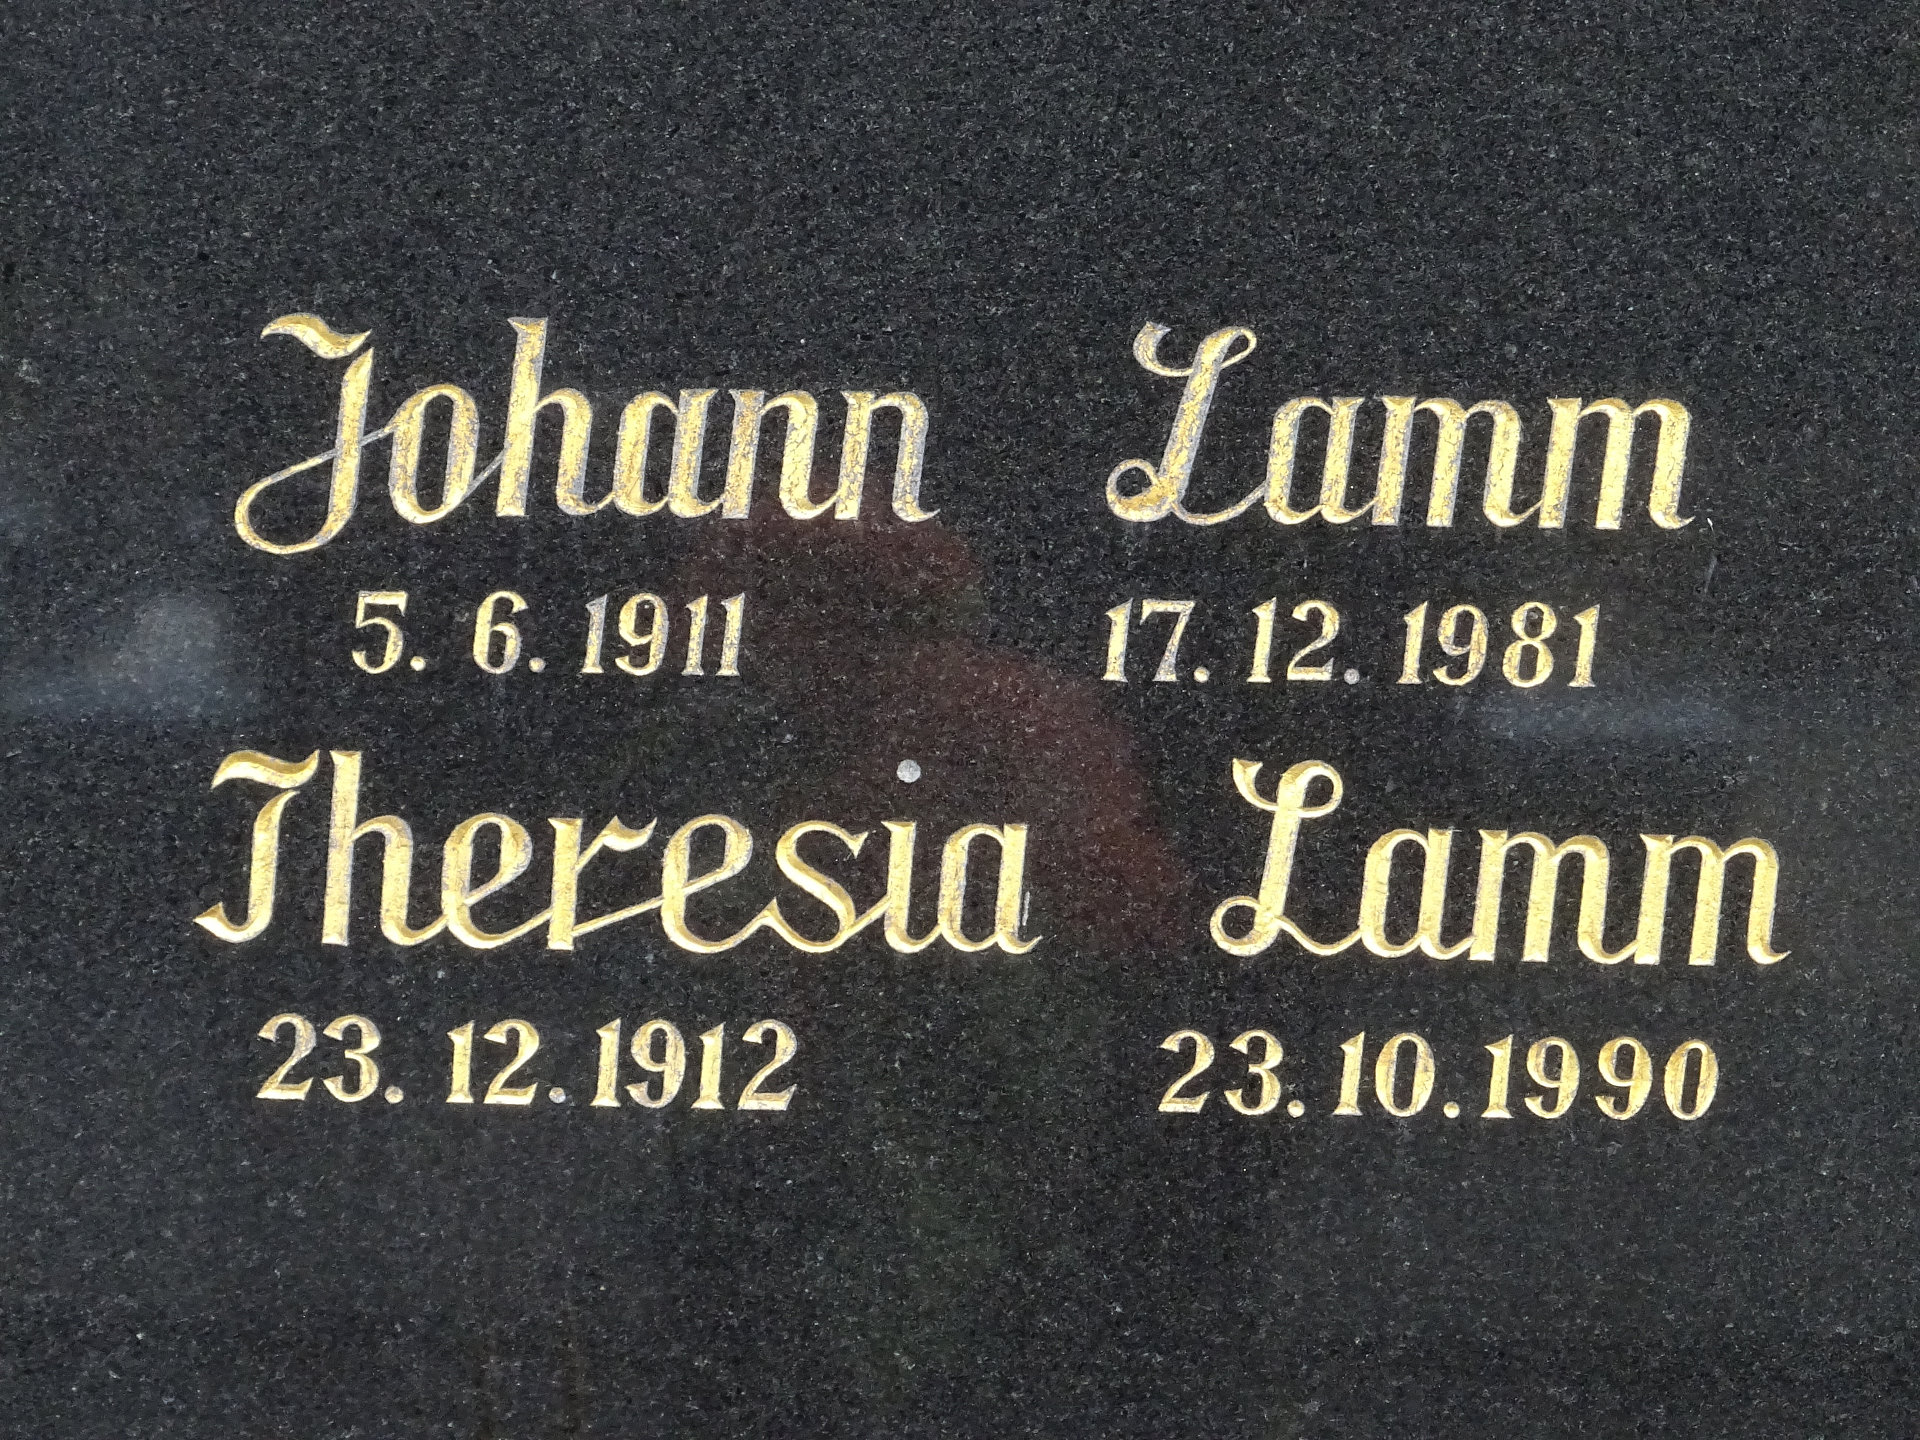 Johann Lamm
5. 6. 1911 17. 12. 1981
Theresia Lamm
23. 12. 1912 23. 10. 1990